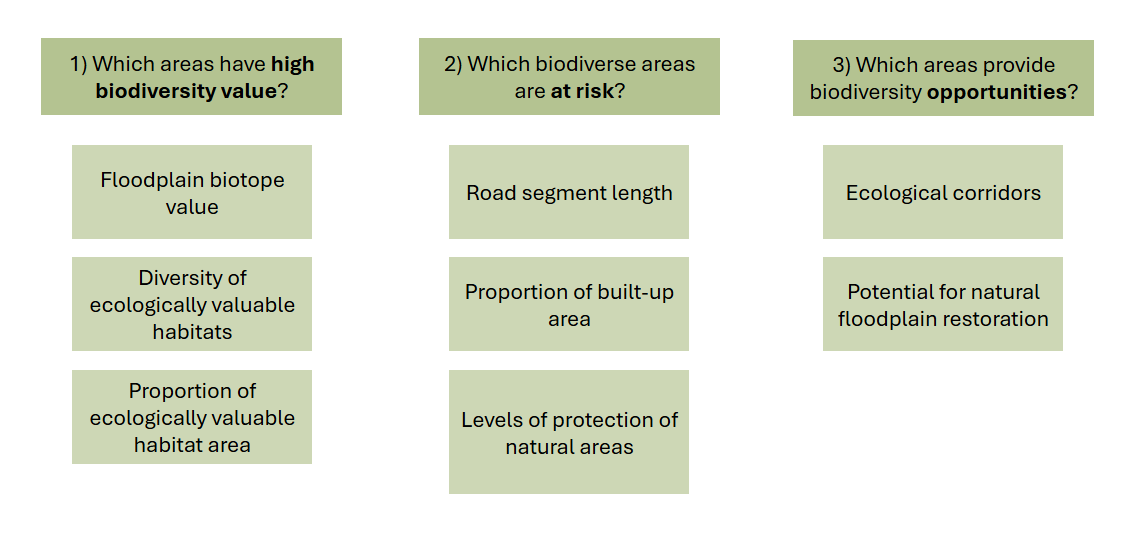 1) Which areas have high
biodiversity value?
Floodplain biotope
value
Diversity of
ecologically valuable
habitats
Proportion of
ecologically valuable
habitat area
2) Which biodiverse areas
are at risk?
Road segment length
Proportion of built-up
area
Levels of protection of
natural areas
3) Which areas provide
biodiversity opportunities?
Ecological corridors
Potential for natural
floodplain restoration